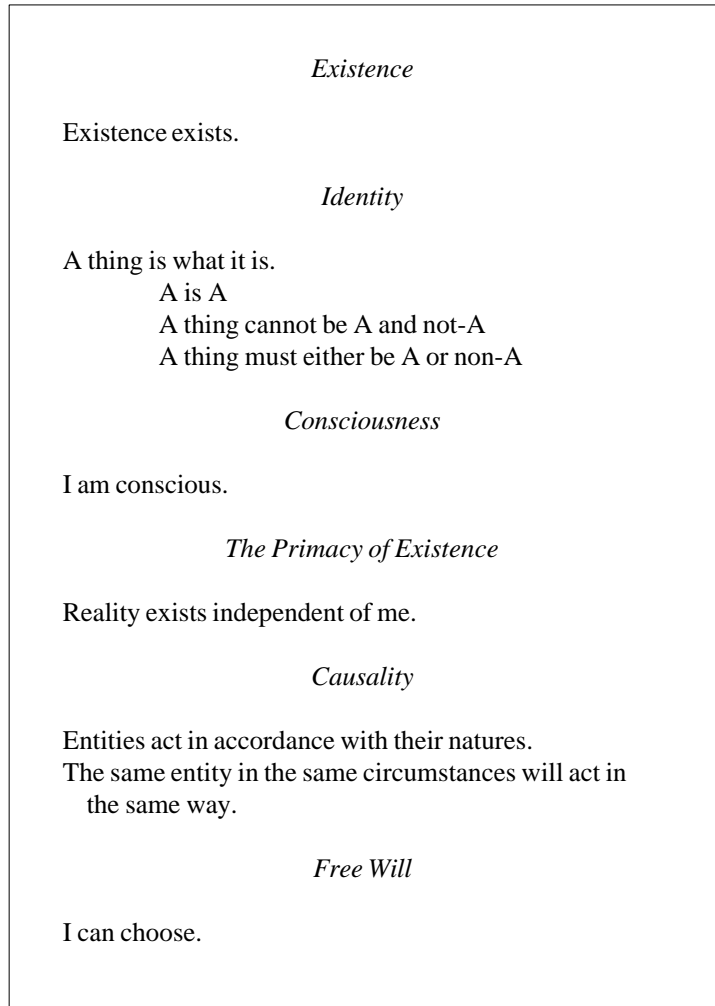 Existence
Existence exists.
Identity
A thing is what it is.
A is A
A thing cannot be A and not-A
A thing must either be A or non-A
Consciousness
I am conscious.
The Primacy of Existence
Reality exists independent of me.
Causality
Entities act in accordance with their natures.
The same entity in the same circumstances will act in
the same way.
Free Will
I can choose.